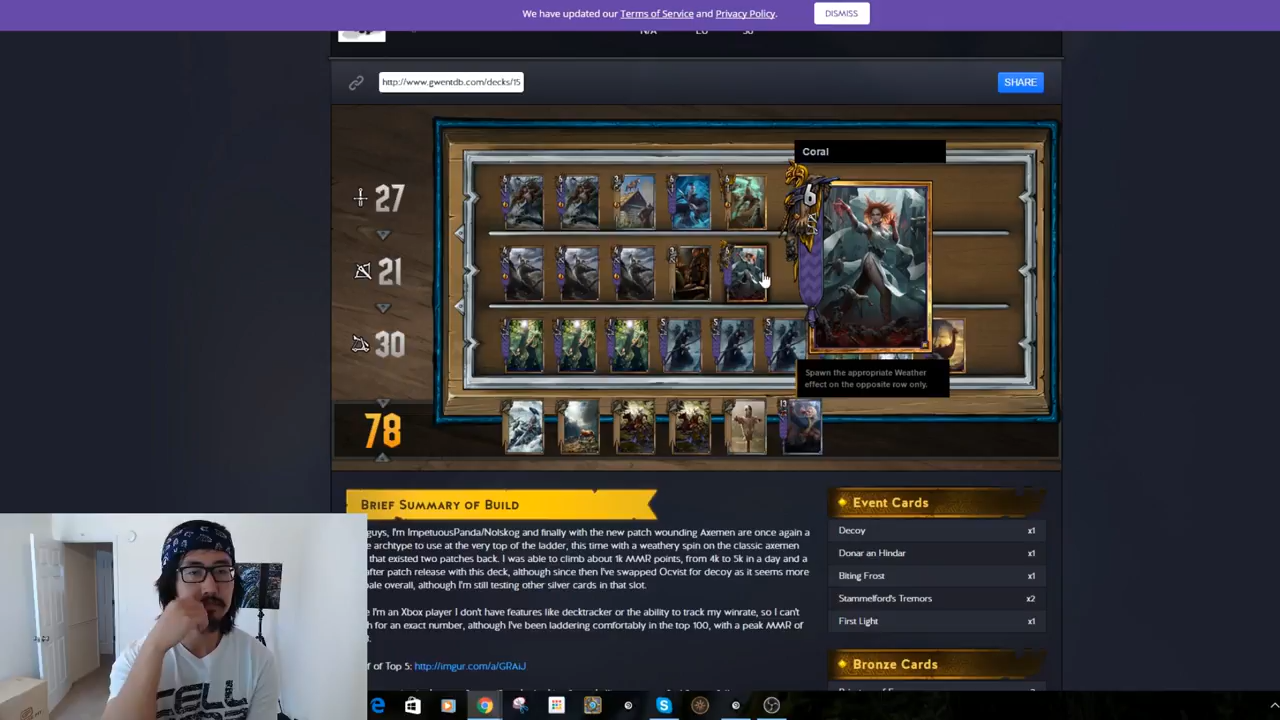 We have updated our Terms of Service and Privacy Policy.
DISMISS
http://www.gwentdb.com/decks/15
SHARE
Coral
6
27
21
30
78
13
Spawn the appropriate Weather
effect on the opposite row only.
BRIEF SUMMARY OF BUILD
guys, I'm ImpetuousPanda/Nolskog and finally with the new patch wounding Axemen are once again a
archtype to use at the very top of the ladder, this time with a weathery spin on the classic axemen
that existed two patches back. I was able to climb about 1k MMR points, from 4k to 5k in a day and a
after patch release with this deck, although since then I've swapped Ocvist for decoy as it seems more
overall, although I'm still testing other silver cards in that slot.
I'm an Xbox player I don't have features like decktracker or the ability to track my winrate, so I can't
for an exact number, although I've been laddering comfortably in the top 100, with a peak MMR of
of Top 5: http://imgur.com/a/GRAiJ
Event Cards
Decoy x1
Donar an Hindar x1
Biting Frost x1
Stammelford's Tremors x2
First Light x1
Bronze Cards